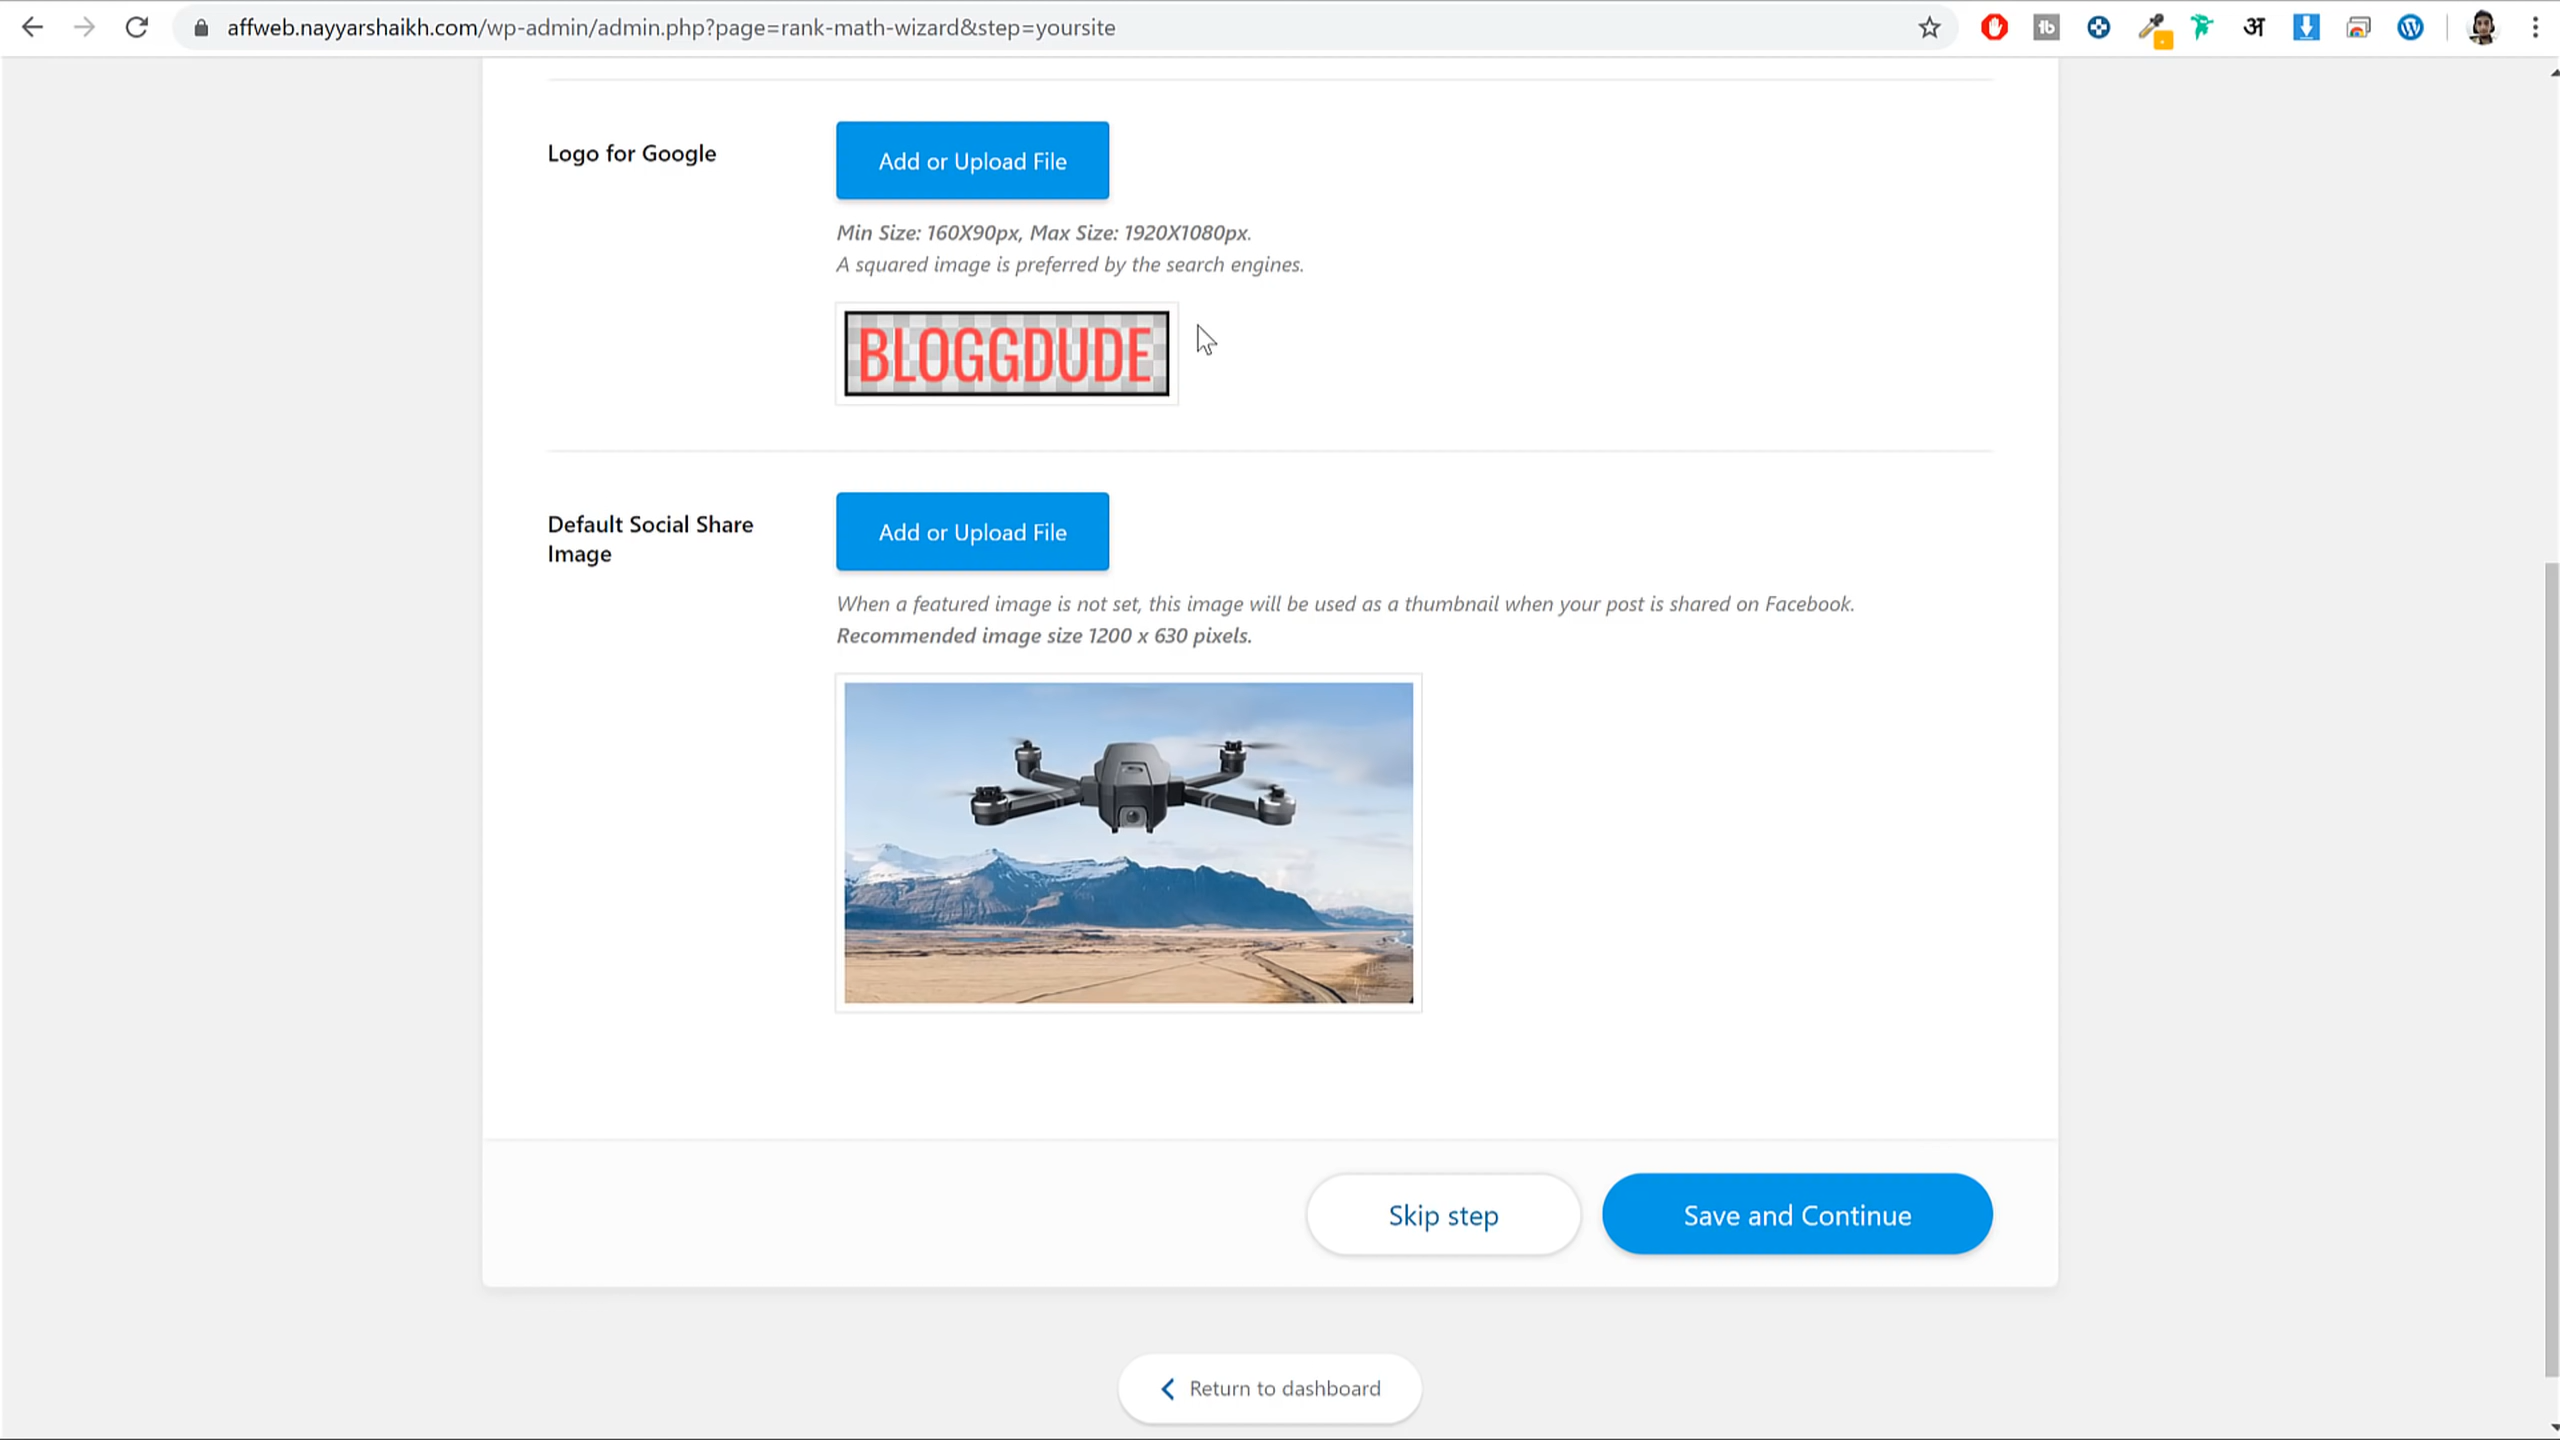 affweb.nayyarshaikh.com/wp-admin/admin.php?page=rank-math-wizard&step=yoursite
tb
अ
Logo for Google
Add or Upload File
Min Size: 160X90px, Max Size: 1920X1080px.
A squared image is preferred by the search engines.
BLOGGDUDE
Default Social Share
Image
Add or Upload File
When a featured image is not set, this image will be used as a thumbnail when your post is shared on Facebook.
Recommended image size 1200 x 630 pixels.
Skip step
Save and Continue
Return to dashboard